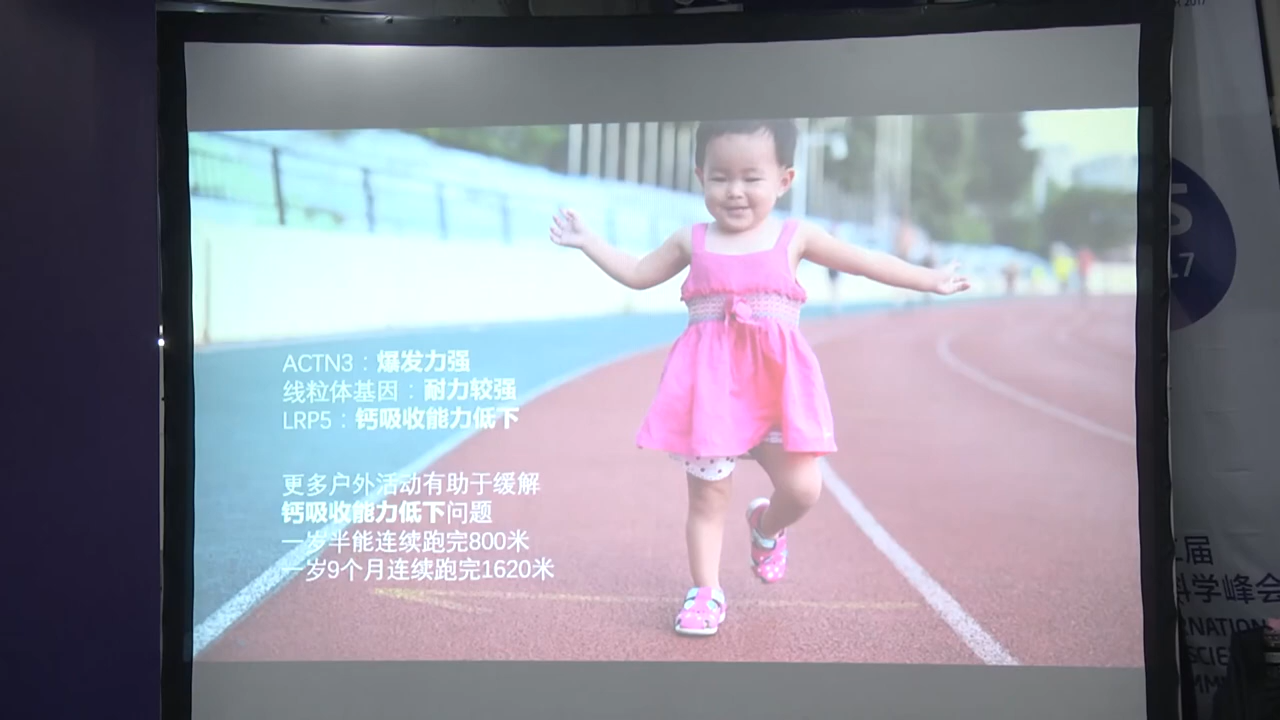 ACTN3：爆发力强
线粒体基因：耐力较强
LRP5：钙吸收能力低下
更多户外活动有助于缓解
钙吸收能力低下问题
一岁半能连续跑完800米
一岁9个月连续跑完1620米
2017
S
17
届
科学峰会